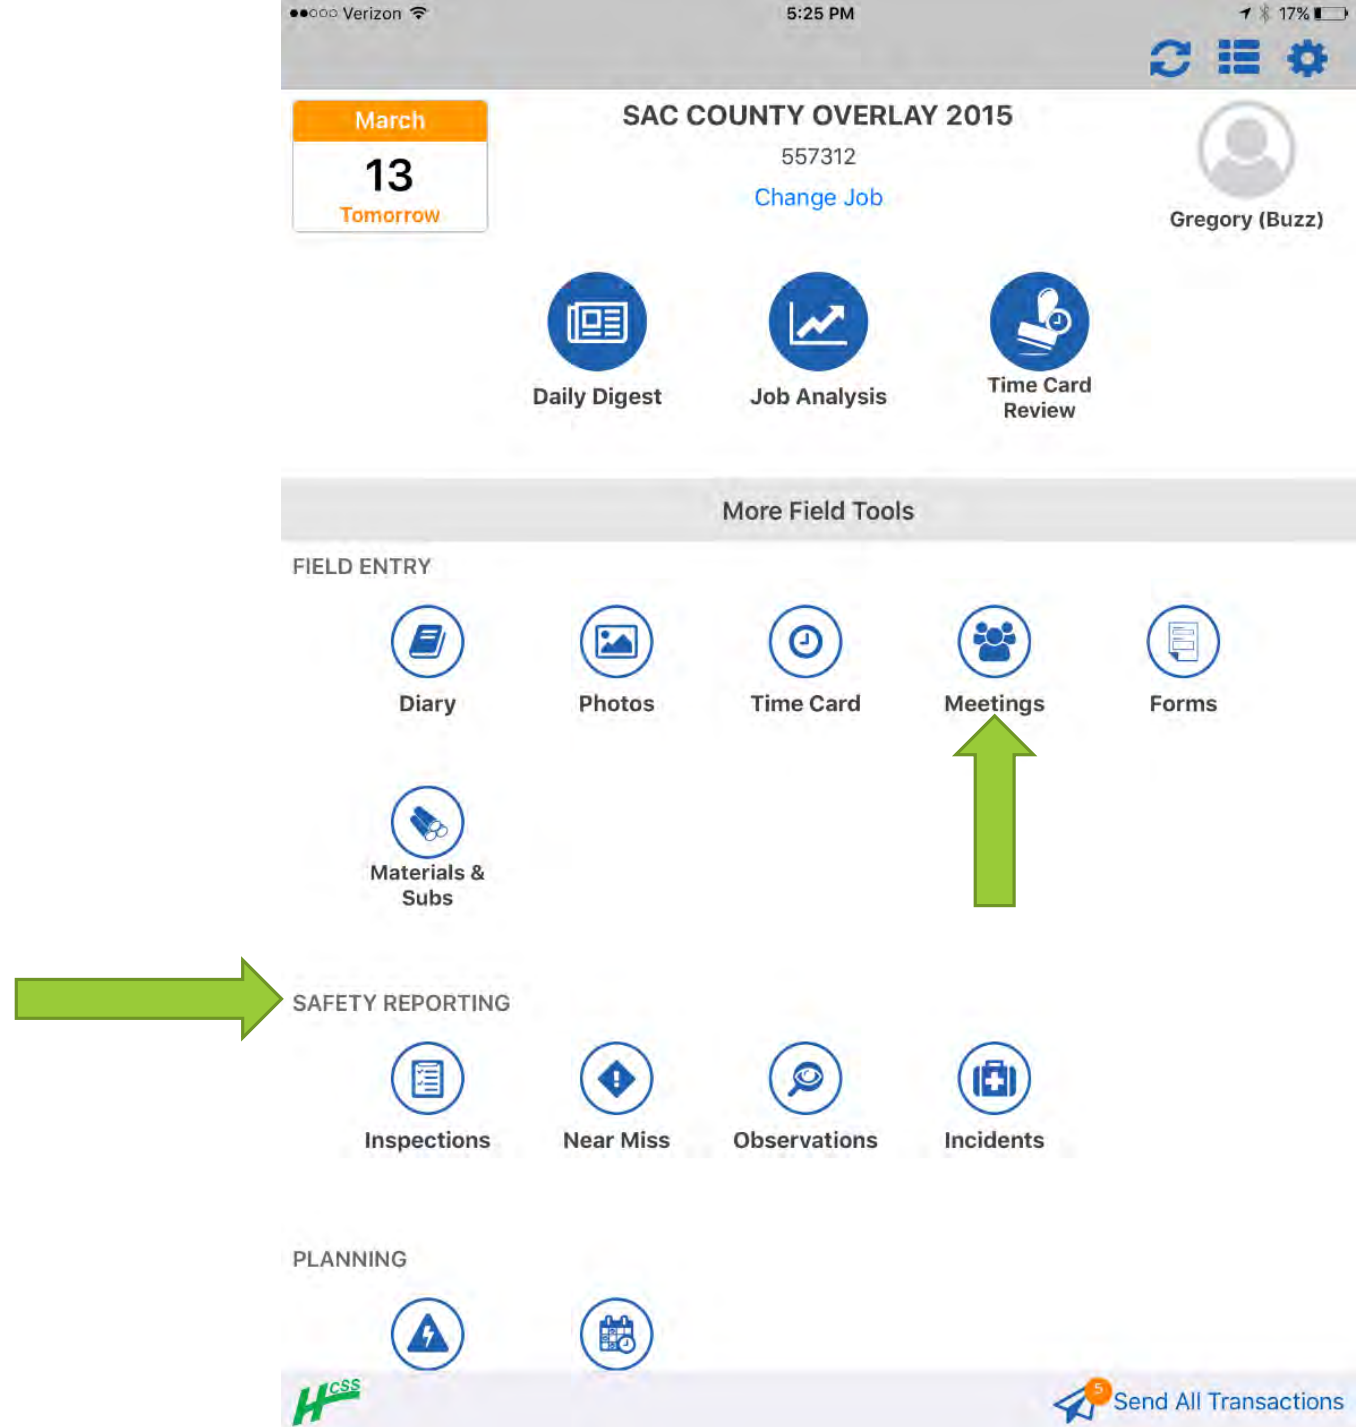 Verizon 5:25 PM 17%
March
13
Tomorrow
SAC COUNTY OVERLAY 2015
557312
Change Job
Gregory (Buzz)
Daily Digest
Job Analysis
Time Card
Review
More Field Tools
FIELD ENTRY
Diary
Photos
Time Card
Meetings
Forms
Materials &
Subs
SAFETY REPORTING
Inspections
Near Miss
Observations
Incidents
PLANNING
HCSS
5
Send All Transactions